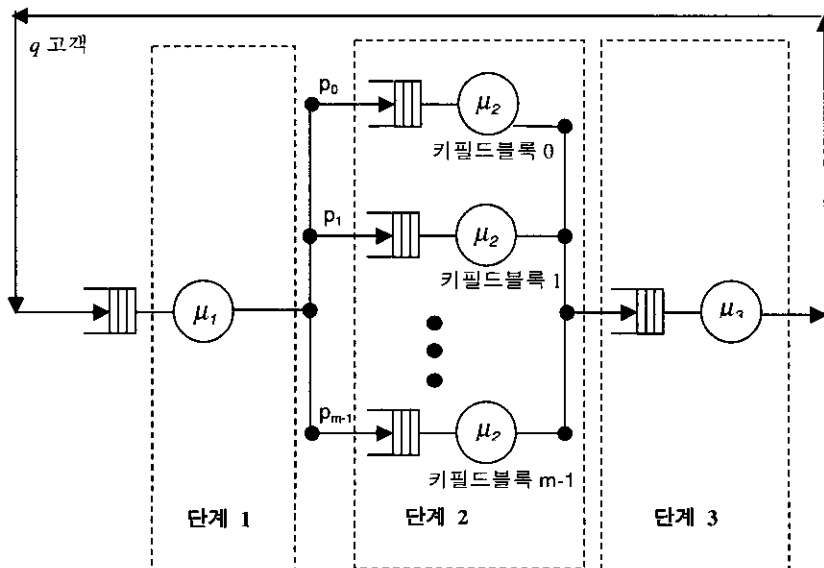 q 고객
p0
μ2
키필드블록 0
p1
μ2
키필드블록 1
μ1
μ3
pm-1
μ2
키필드블록 m-1
단계 1
단계 2
단계 3